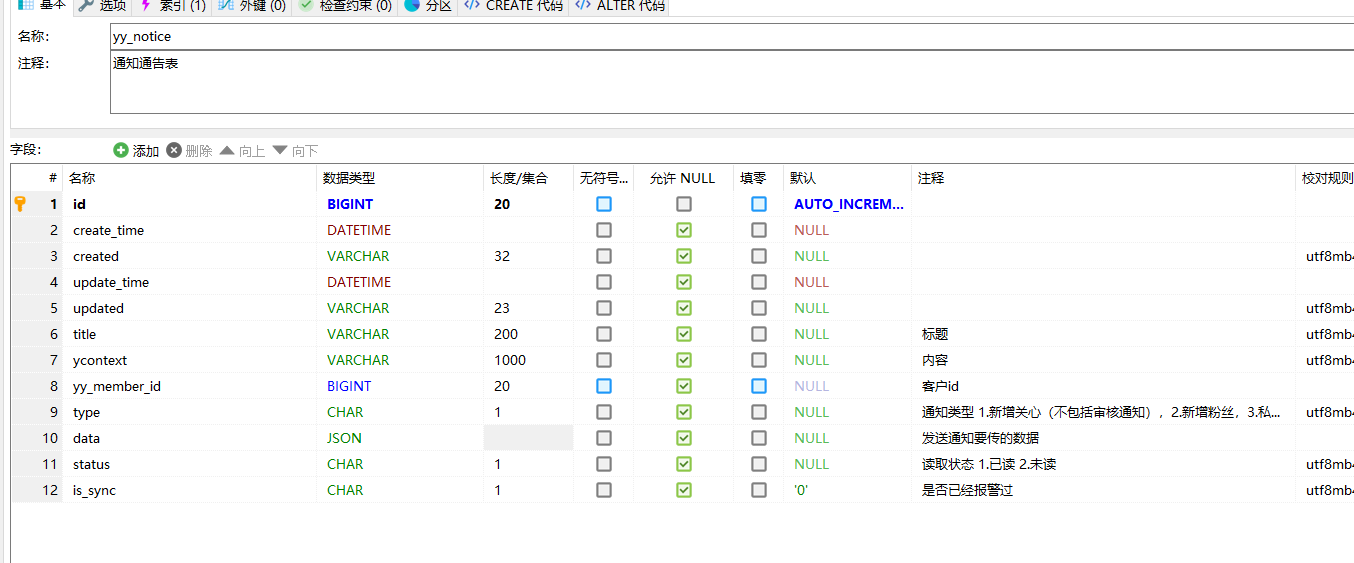 基本 选项 索引 (1) 外键 (0) 检查约束 (0) 分区 CREATE 代码 ALTER 代码
名称: yy_notice
注释: 通知通告表
字段: 添加 删除 向上 向下
# 名称 数据类型 长度/集合 无符号... 允许 NULL 填零 默认 注释 校对规则
1 id BIGINT 20 AUTO_INCREM...
2 create_time DATETIME NULL
3 created VARCHAR 32 NULL utf8mb4
4 update_time DATETIME NULL
5 updated VARCHAR 23 NULL utf8mb4
6 title VARCHAR 200 NULL 标题 utf8mb4
7 ycontext VARCHAR 1000 NULL 内容 utf8mb4
8 yy_member_id BIGINT 20 NULL 客户id
9 type CHAR 1 NULL 通知类型 1.新增关心（不包括审核通知），2.新增粉丝，3.私... utf8mb4
10 data JSON NULL 发送通知要传的数据
11 status CHAR 1 NULL 读取状态 1.已读 2.未读 utf8mb4
12 is_sync CHAR 1 '0' 是否已经报警过 utf8mb4